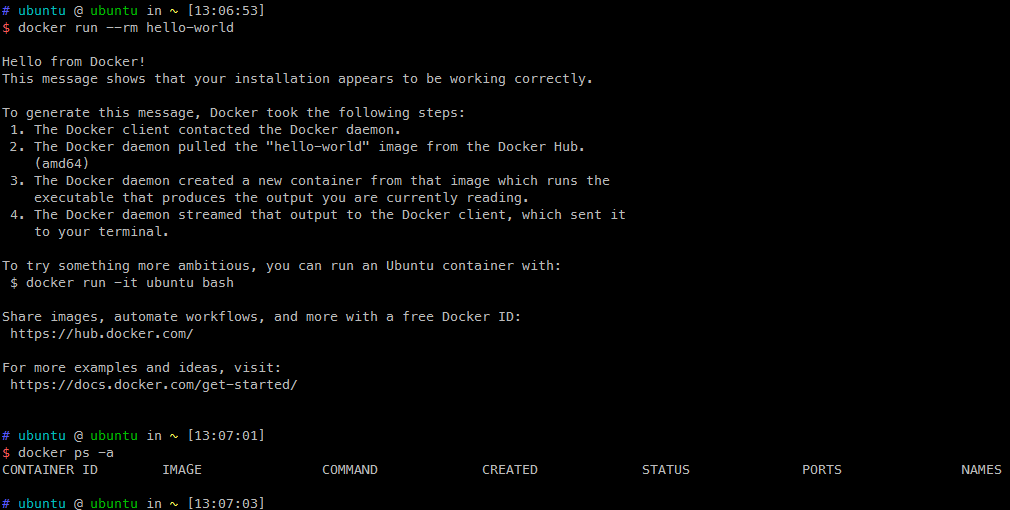 # ubuntu @ ubuntu in ~ [13:06:53]
$ docker run --rm hello-world

Hello from Docker!
This message shows that your installation appears to be working correctly.

To generate this message, Docker took the following steps:
 1. The Docker client contacted the Docker daemon.
 2. The Docker daemon pulled the "hello-world" image from the Docker Hub.
    (amd64)
 3. The Docker daemon created a new container from that image which runs the
    executable that produces the output you are currently reading.
 4. The Docker daemon streamed that output to the Docker client, which sent it
    to your terminal.

To try something more ambitious, you can run an Ubuntu container with:
 $ docker run -it ubuntu bash

Share images, automate workflows, and more with a free Docker ID:
 https://hub.docker.com/

For more examples and ideas, visit:
 https://docs.docker.com/get-started/


# ubuntu @ ubuntu in ~ [13:07:01]
$ docker ps -a
CONTAINER ID        IMAGE               COMMAND             CREATED             STATUS              PORTS               NAMES

# ubuntu @ ubuntu in ~ [13:07:03]